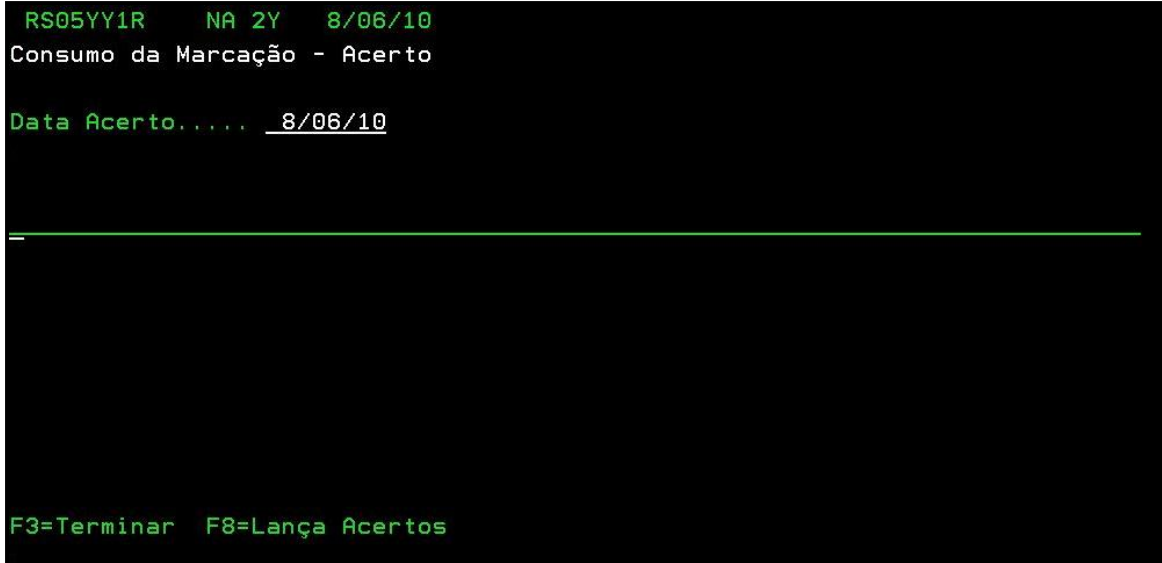 RS05YY1R NA 2Y 8/06/10
Consumo da Marcação - Acerto
Data Acerto..... 8/06/10
F3=Terminar F8=Lança Acertos